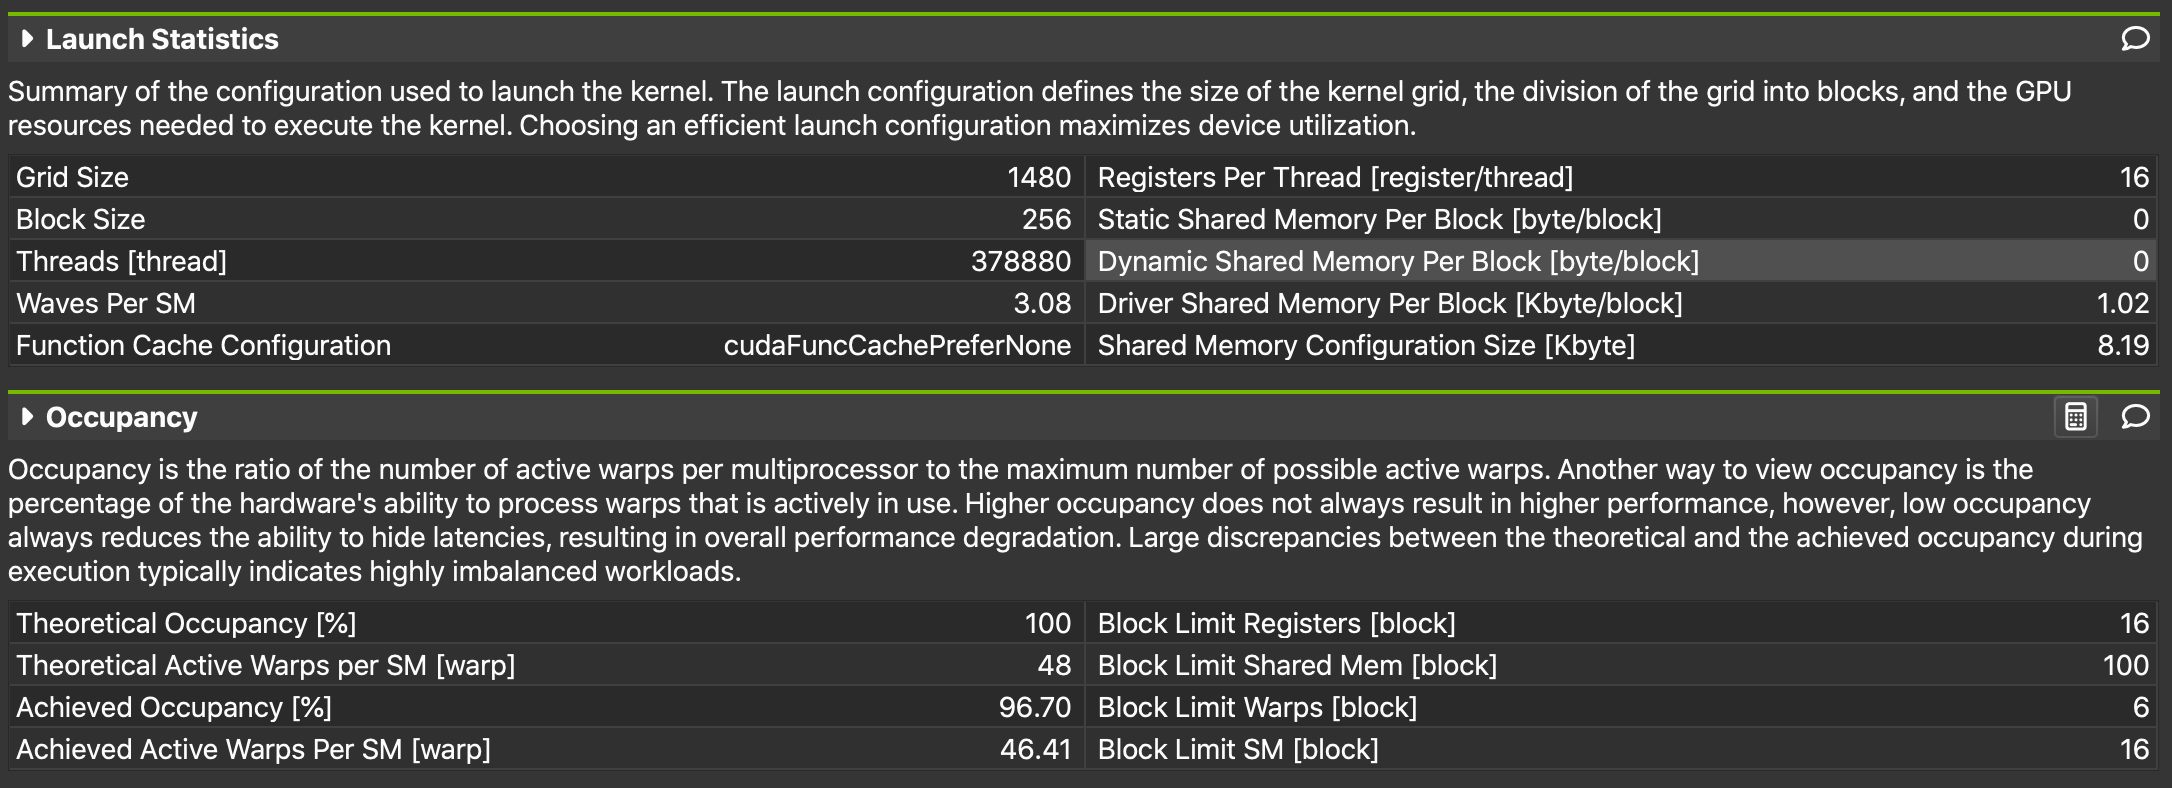 Launch Statistics
Summary of the configuration used to launch the kernel. The launch configuration defines the size of the kernel grid, the division of the grid into blocks, and the GPU
resources needed to execute the kernel. Choosing an efficient launch configuration maximizes device utilization.
Grid Size 1480 Registers Per Thread [register/thread] 16
Block Size 256 Static Shared Memory Per Block [byte/block] 0
Threads [thread] 378880 Dynamic Shared Memory Per Block [byte/block] 0
Waves Per SM 3.08 Driver Shared Memory Per Block [Kbyte/block] 1.02
Function Cache Configuration cudaFuncCachePreferNone Shared Memory Configuration Size [Kbyte] 8.19
Occupancy
Occupancy is the ratio of the number of active warps per multiprocessor to the maximum number of possible active warps. Another way to view occupancy is the
percentage of the hardware's ability to process warps that is actively in use. Higher occupancy does not always result in higher performance, however, low occupancy
always reduces the ability to hide latencies, resulting in overall performance degradation. Large discrepancies between the theoretical and the achieved occupancy during
execution typically indicates highly imbalanced workloads.
Theoretical Occupancy [%] 100 Block Limit Registers [block] 16
Theoretical Active Warps per SM [warp] 48 Block Limit Shared Mem [block] 100
Achieved Occupancy [%] 96.70 Block Limit Warps [block] 6
Achieved Active Warps Per SM [warp] 46.41 Block Limit SM [block] 16